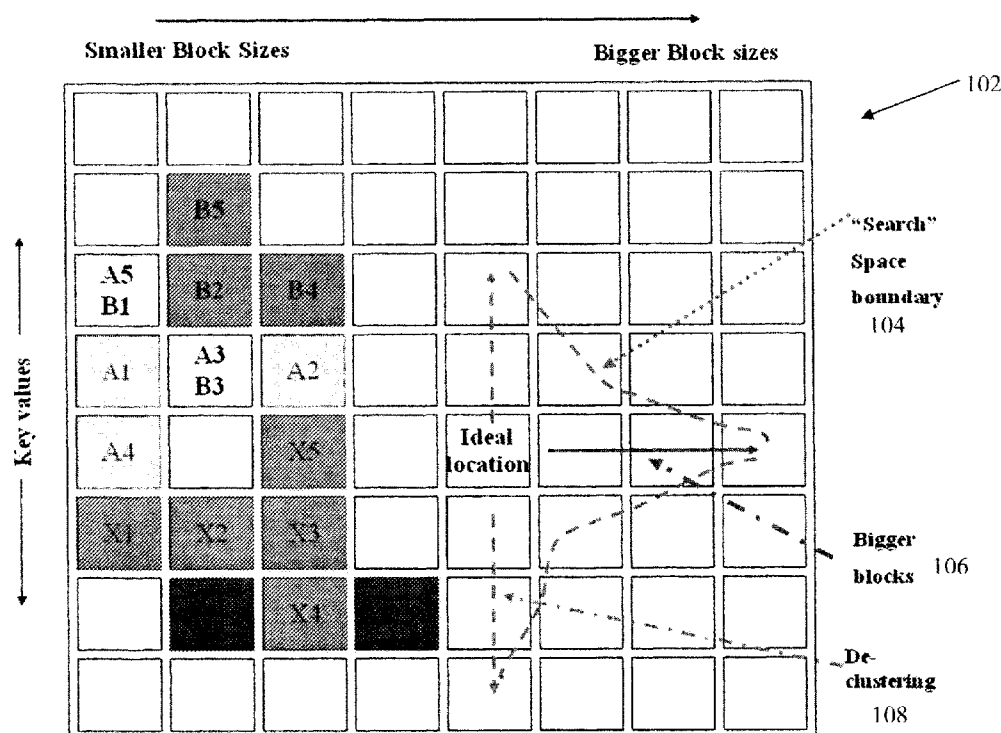 Smaller Block Sizes
Bigger Block sizes
102
B5
"Search"
Space
boundary
104
A5
B1
B2
B4
Key values
A1
A3
B3
A2
A4
X5
Ideal
location
X1
X2
X3
Bigger
blocks
106
X4
De-
clustering
108